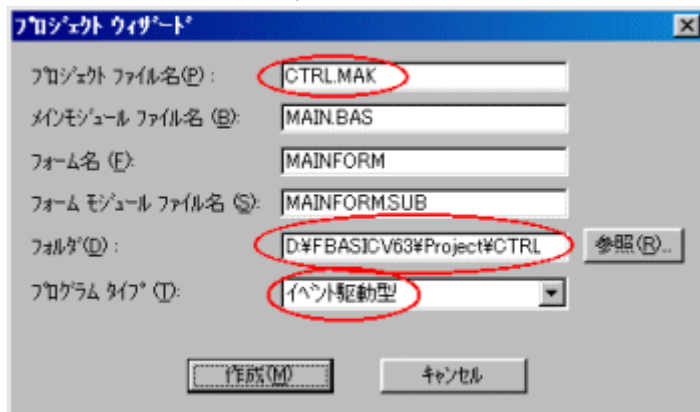 ﾌﾟﾛｼﾞｪｸﾄ ｳｨｻﾞｰﾄﾞ
ﾌﾟﾛｼﾞｪｸﾄ ﾌｧｲﾙ名(P) : CTRL.MAK
ﾒｲﾝﾓｼﾞｭｰﾙ ﾌｧｲﾙ名 (B): MAIN.BAS
ﾌｫｰﾑ名 (F): MAINFORM
ﾌｫｰﾑ ﾓｼﾞｭｰﾙ ﾌｧｲﾙ名 (S): MAINFORM.SUB
ﾌｫﾙﾀﾞ(D) : D:¥FBASICV63¥Project¥CTRL 参照(R)...
ﾌﾟﾛｸﾞﾗﾑ ﾀｲﾌﾟ (T): イベント駆動型
作成(M) ｷｬﾝｾﾙ